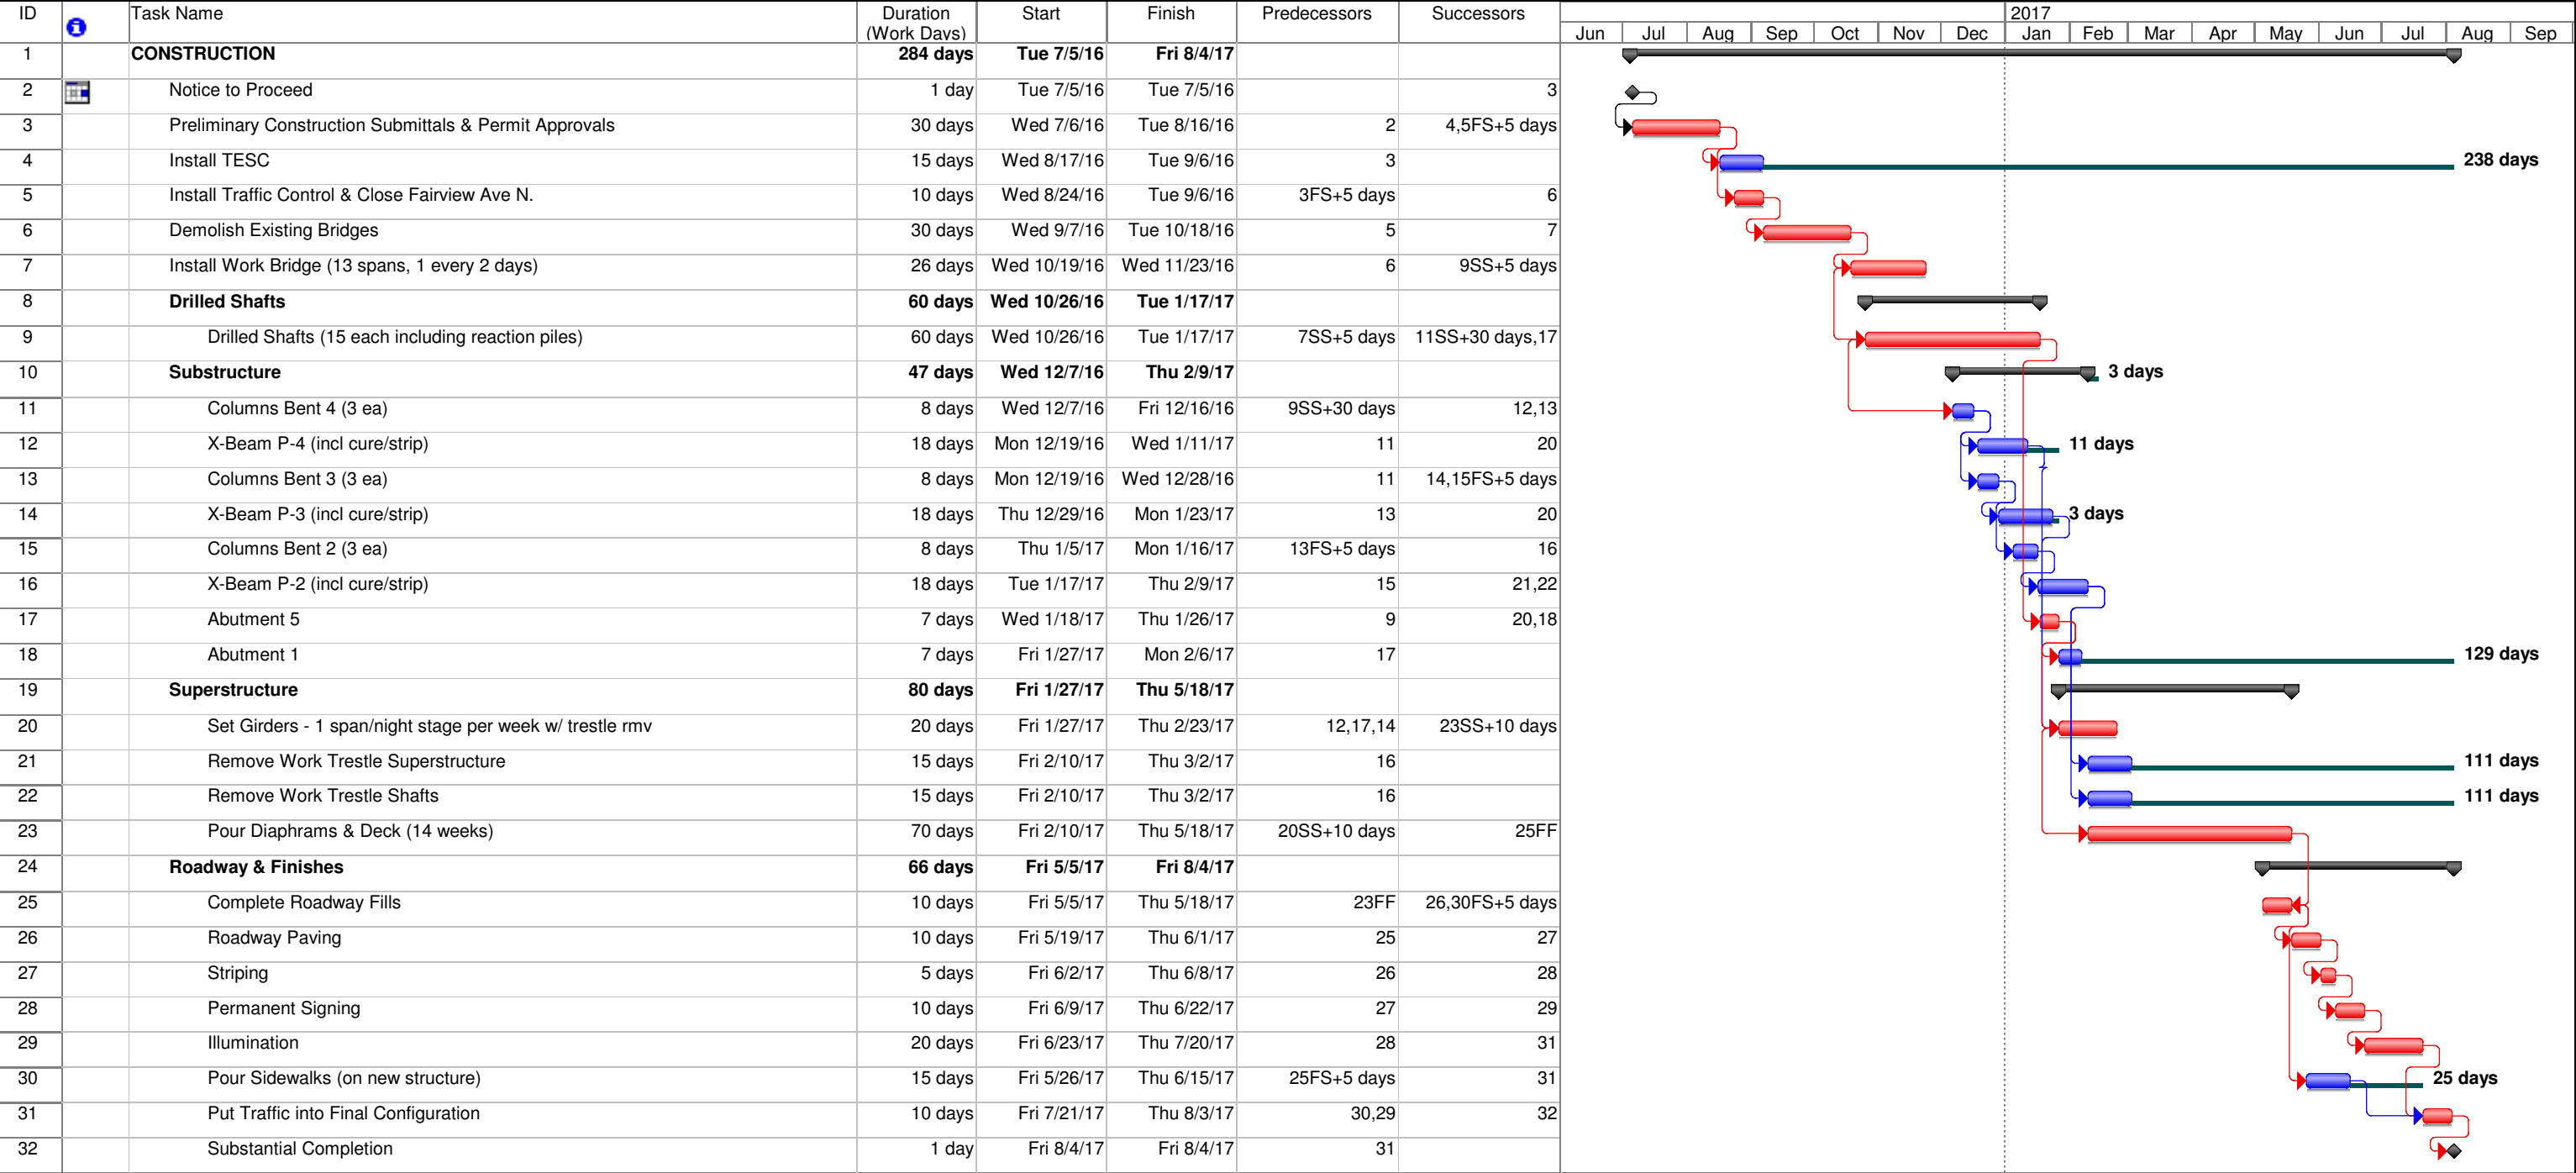 ID Task Name Duration Start Finish Predecessors Successors 2017
(Work Days) Jun Jul Aug Sep Oct Nov Dec Jan Feb Mar Apr May Jun Jul Aug Sep
1 CONSTRUCTION 284 days Tue 7/5/16 Fri 8/4/17
2 Notice to Proceed 1 day Tue 7/5/16 Tue 7/5/16 3
3 Preliminary Construction Submittals & Permit Approvals 30 days Wed 7/6/16 Tue 8/16/16 2 4,5FS+5 days
4 Install TESC 15 days Wed 8/17/16 Tue 9/6/16 3 238 days
5 Install Traffic Control & Close Fairview Ave N. 10 days Wed 8/24/16 Tue 9/6/16 3FS+5 days 6
6 Demolish Existing Bridges 30 days Wed 9/7/16 Tue 10/18/16 5 7
7 Install Work Bridge (13 spans, 1 every 2 days) 26 days Wed 10/19/16 Wed 11/23/16 6 9SS+5 days
8 Drilled Shafts 60 days Wed 10/26/16 Tue 1/17/17
9 Drilled Shafts (15 each including reaction piles) 60 days Wed 10/26/16 Tue 1/17/17 7SS+5 days 11SS+30 days,17
10 Substructure 47 days Wed 12/7/16 Thu 2/9/17 3 days
11 Columns Bent 4 (3 ea) 8 days Wed 12/7/16 Fri 12/16/16 9SS+30 days 12,13
12 X-Beam P-4 (incl cure/strip) 18 days Mon 12/19/16 Wed 1/11/17 11 20 11 days
13 Columns Bent 3 (3 ea) 8 days Mon 12/19/16 Wed 12/28/16 11 14,15FS+5 days
14 X-Beam P-3 (incl cure/strip) 18 days Thu 12/29/16 Mon 1/23/17 13 20 3 days
15 Columns Bent 2 (3 ea) 8 days Thu 1/5/17 Mon 1/16/17 13FS+5 days 16
16 X-Beam P-2 (incl cure/strip) 18 days Tue 1/17/17 Thu 2/9/17 15 21,22
17 Abutment 5 7 days Wed 1/18/17 Thu 1/26/17 9 20,18
18 Abutment 1 7 days Fri 1/27/17 Mon 2/6/17 17 129 days
19 Superstructure 80 days Fri 1/27/17 Thu 5/18/17
20 Set Girders - 1 span/night stage per week w/ trestle rmv 20 days Fri 1/27/17 Thu 2/23/17 12,17,14 23SS+10 days
21 Remove Work Trestle Superstructure 15 days Fri 2/10/17 Thu 3/2/17 16 111 days
22 Remove Work Trestle Shafts 15 days Fri 2/10/17 Thu 3/2/17 16 111 days
23 Pour Diaphrams & Deck (14 weeks) 70 days Fri 2/10/17 Thu 5/18/17 20SS+10 days 25FF
24 Roadway & Finishes 66 days Fri 5/5/17 Fri 8/4/17
25 Complete Roadway Fills 10 days Fri 5/5/17 Thu 5/18/17 23FF 26,30FS+5 days
26 Roadway Paving 10 days Fri 5/19/17 Thu 6/1/17 25 27
27 Striping 5 days Fri 6/2/17 Thu 6/8/17 26 28
28 Permanent Signing 10 days Fri 6/9/17 Thu 6/22/17 27 29
29 Illumination 20 days Fri 6/23/17 Thu 7/20/17 28 31
30 Pour Sidewalks (on new structure) 15 days Fri 5/26/17 Thu 6/15/17 25FS+5 days 31 25 days
31 Put Traffic into Final Configuration 10 days Fri 7/21/17 Thu 8/3/17 30,29 32
32 Substantial Completion 1 day Fri 8/4/17 Fri 8/4/17 31